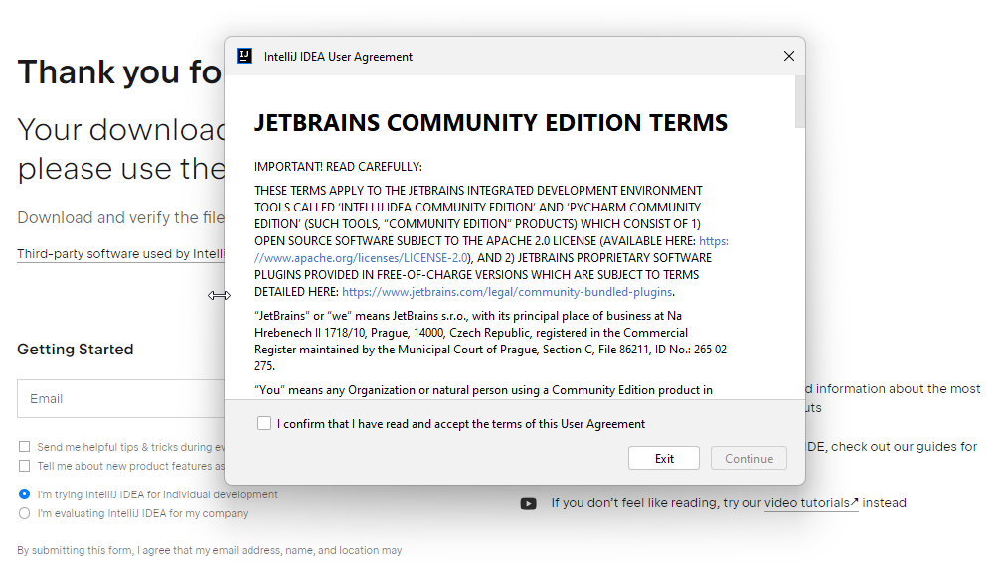 IntelliJ IDEA User Agreement
JETBRAINS COMMUNITY EDITION TERMS
IMPORTANT! READ CAREFULLY:
THESE TERMS APPLY TO THE JETBRAINS INTEGRATED DEVELOPMENT ENVIRONMENT
TOOLS CALLED ‘INTELLIJ IDEA COMMUNITY EDITION’ AND ‘PYCHARM COMMUNITY
EDITION’ (SUCH TOOLS, “COMMUNITY EDITION” PRODUCTS) WHICH CONSIST OF 1)
OPEN SOURCE SOFTWARE SUBJECT TO THE APACHE 2.0 LICENSE (AVAILABLE HERE: https:
//www.apache.org/licenses/LICENSE-2.0), AND 2) JETBRAINS PROPRIETARY SOFTWARE
PLUGINS PROVIDED IN FREE-OF-CHARGE VERSIONS WHICH ARE SUBJECT TO TERMS
DETAILED HERE: https://www.jetbrains.com/legal/community-bundled-plugins.
“JetBrains” or “we” means JetBrains s.r.o., with its principal place of business at Na
Hrebenech II 1718/10, Prague, 14000, Czech Republic, registered in the Commercial
Register maintained by the Municipal Court of Prague, Section C, File 86211, ID No.: 265 02
275.
“You” means any Organization or natural person using a Community Edition product in
I confirm that I have read and accept the terms of this User Agreement
Exit
Continue
Thank you fo
Your download
please use the
Download and verify the file
Third-party software used by Intelli
Getting Started
Email
Send me helpful tips & tricks during ev
Tell me about new product features as
I'm trying IntelliJ IDEA for individual development
I'm evaluating IntelliJ IDEA for my company
By submitting this form, I agree that my email address, name, and location may
d information about the most
uts
IDE, check out our guides for
If you don’t feel like reading, try our video tutorials↗ instead